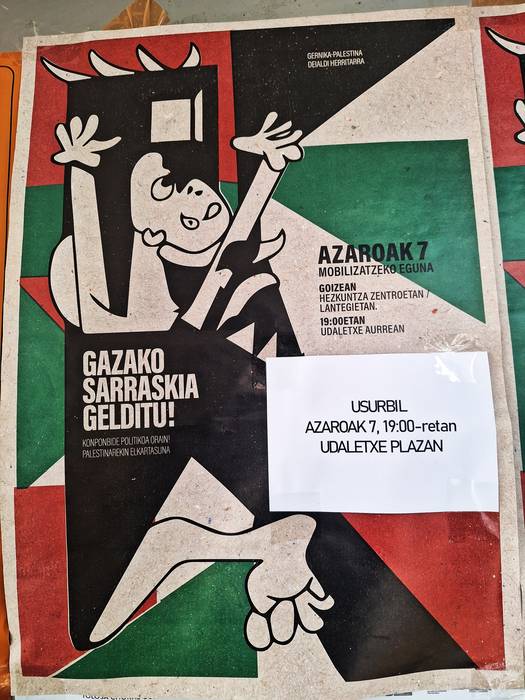 GERNIKA-PALESTINA
DEIALDI HERRITARRA
AZAROAK 7
MOBILIZATZEKO EGUNA
GOIZEAN
HEZKUNTZA ZENTROETAN /
LANTEGIETAN.
19:00ETAN
UDALETXE AURREAN
GAZAKO
SARRASKIA
GELDITU!
KONPONBIDE POLITIKOA ORAIN!
PALESTINAREKIN ELKARTASUNA
USURBIL
AZAROAK 7, 19:00-retan
UDALETXE PLAZAN